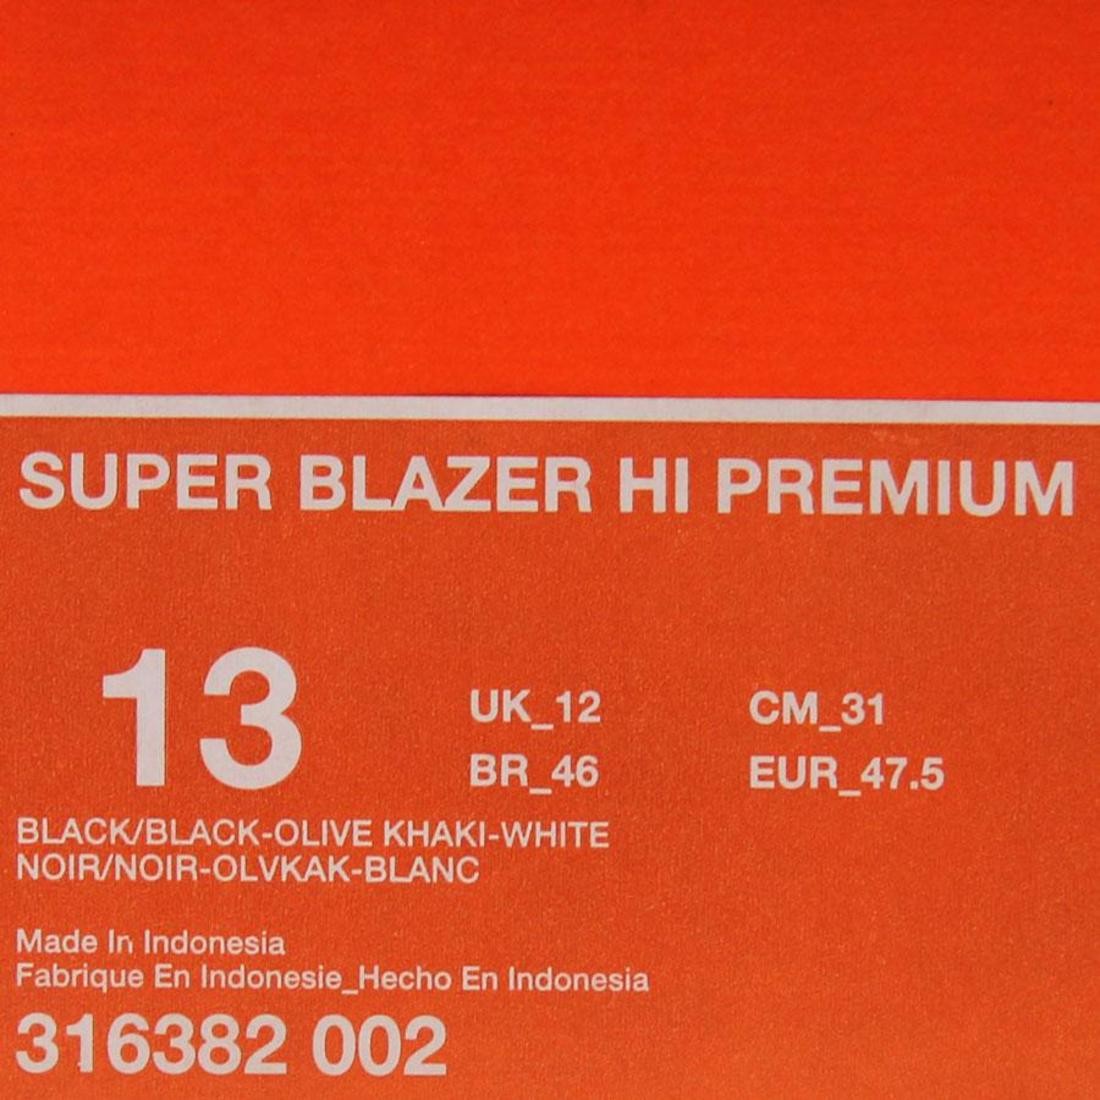 SUPER BLAZER HI PREMIUM
13
UK_12 CM_31
BR_46 EUR_47.5
BLACK/BLACK-OLIVE KHAKI-WHITE
NOIR/NOIR-OLVKAK-BLANC
Made In Indonesia
Fabrique En Indonesie_Hecho En Indonesia
316382 002